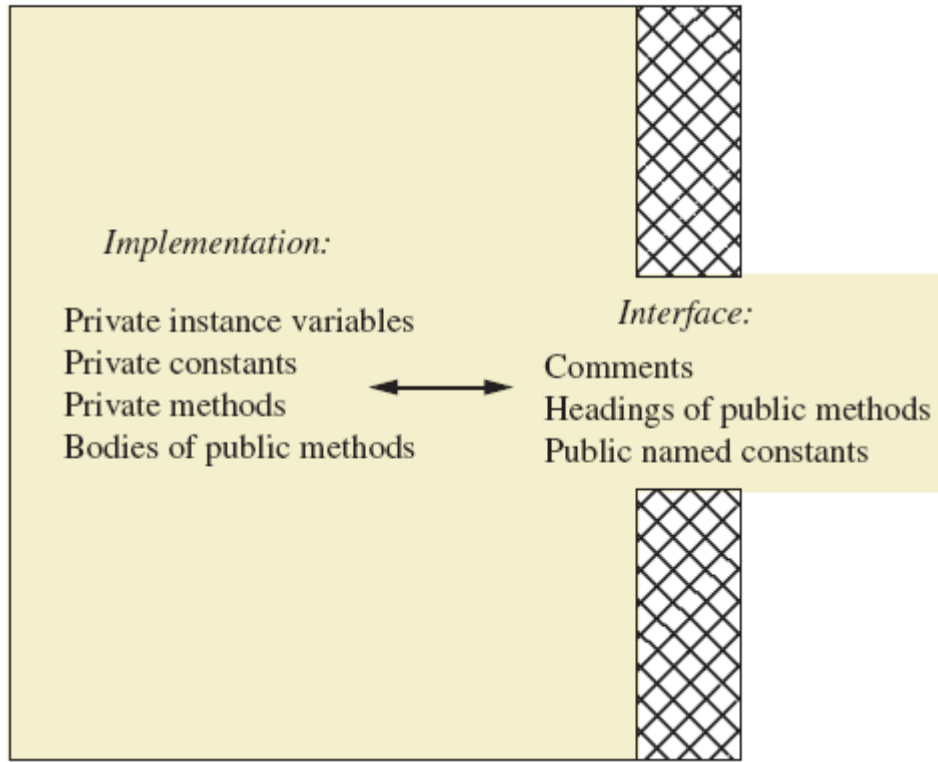 Implementation:
Private instance variables
Private constants
Private methods
Bodies of public methods
Interface:
Comments
Headings of public methods
Public named constants